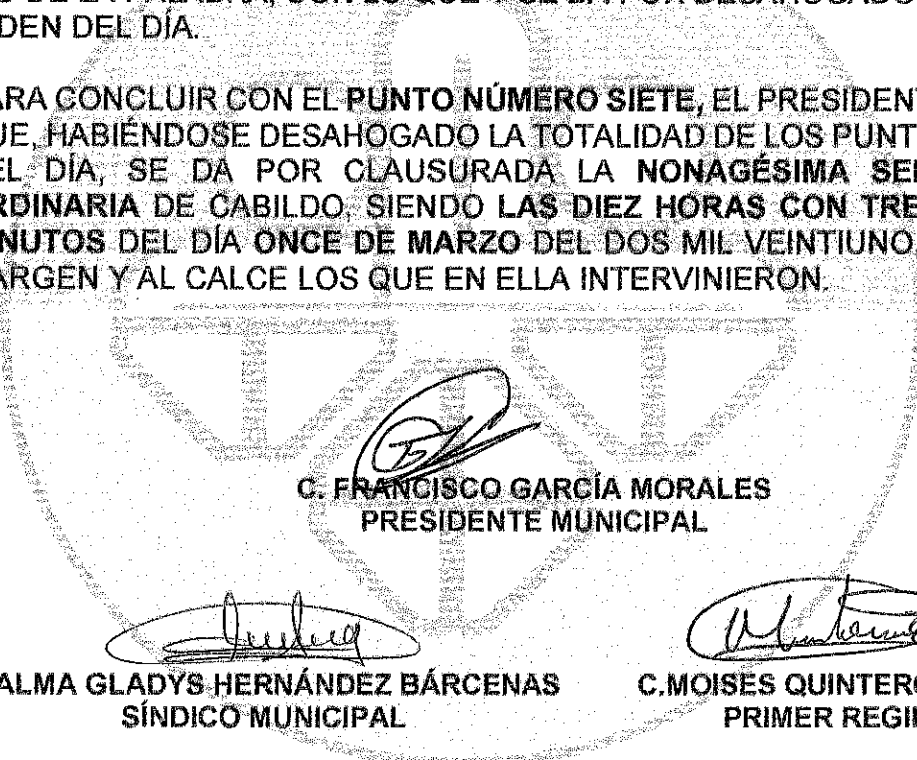 DEN DEL DÍA.
ARA CONCLUIR CON EL PUNTO NÚMERO SIETE, EL PRESIDENT
UE, HABIÉNDOSE DESAHOGADO LA TOTALIDAD DE LOS PUNT
EL DÍA, SE DA POR CLAUSURADA LA NONAGÉSIMA SE
RDINARIA DE CABILDO, SIENDO LAS DIEZ HORAS CON TRE
NUTOS DEL DÍA ONCE DE MARZO DEL DOS MIL VEINTIUNO
ARGEN Y AL CALCE LOS QUE EN ELLA INTERVINIERON.
C. FRANCISCO GARCÍA MORALES
PRESIDENTE MUNICIPAL
ALMA GLADYS HERNÁNDEZ BÁRCENAS
SÍNDICO MUNICIPAL
C.MOISES QUINTERO
PRIMER REGI